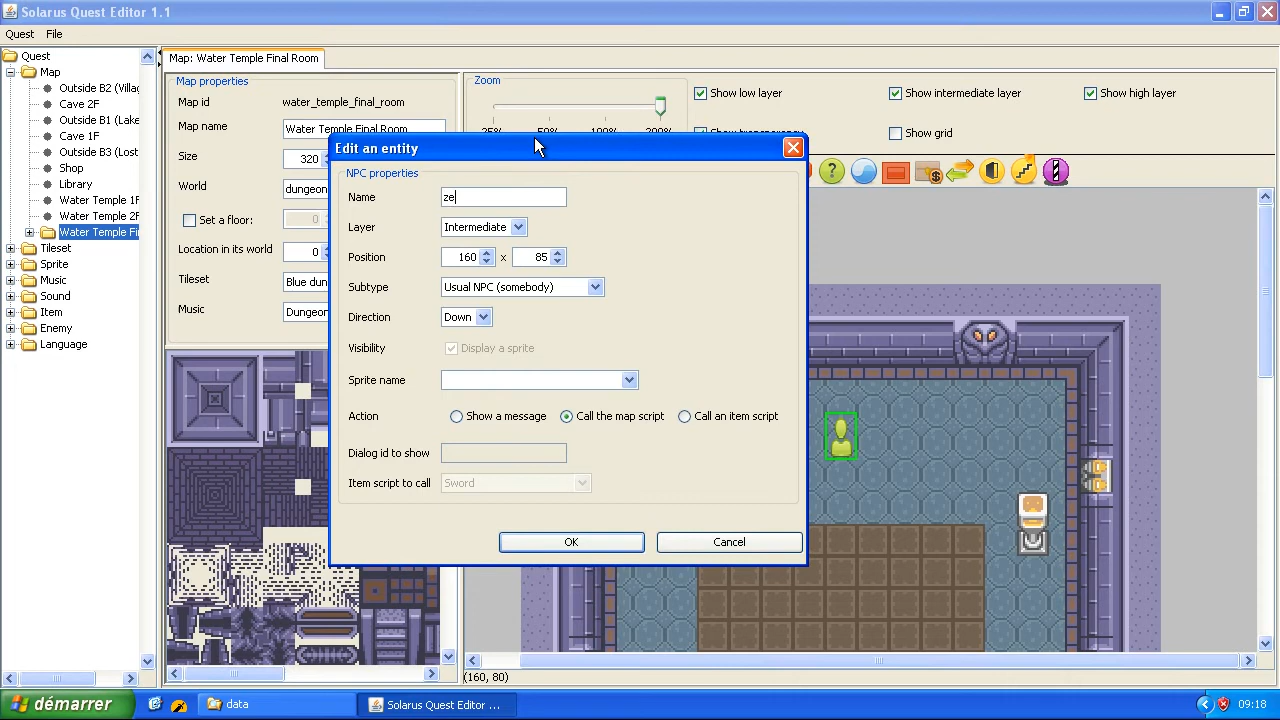 Solarus Quest Editor 1.1
Quest File
Quest
Map
Outside B2 (Villag
Cave 2F
Outside B1 (Lake
Cave 1F
Outside B3 (Lost
Shop
Library
Water Temple 1F
Water Temple 2F
Water Temple Fi
Tileset
Sprite
Music
Sound
Item
Enemy
Language
Map: Water Temple Final Room
Map properties
Map id water_temple_final_room
Map name Water Temple Final Room
Size 320
World dungeon
Set a floor: 0
Location in its world 0
Tileset Blue dun
Music Dungeon
Zoom
25% 50% 100% 200%
Show low layer Show intermediate layer Show high layer
Show transparency Show grid
Edit an entity
NPC properties
Name ze
Layer Intermediate
Position 160 x 85
Subtype Usual NPC (somebody)
Direction Down
Visibility Display a sprite
Sprite name
Action Show a message Call the map script Call an item script
Dialog id to show
Item script to call Sword
OK Cancel
(160, 80)
démarrer data Solarus Quest Editor ... 09:18